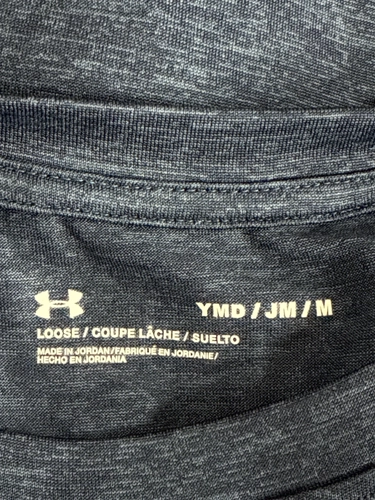 YMD / JM / M
LOOSE / COUPE LÂCHE / SUELTO
MADE IN JORDAN / FABRIQUÉ EN JORDANIE /
HECHO EN JORDANIA